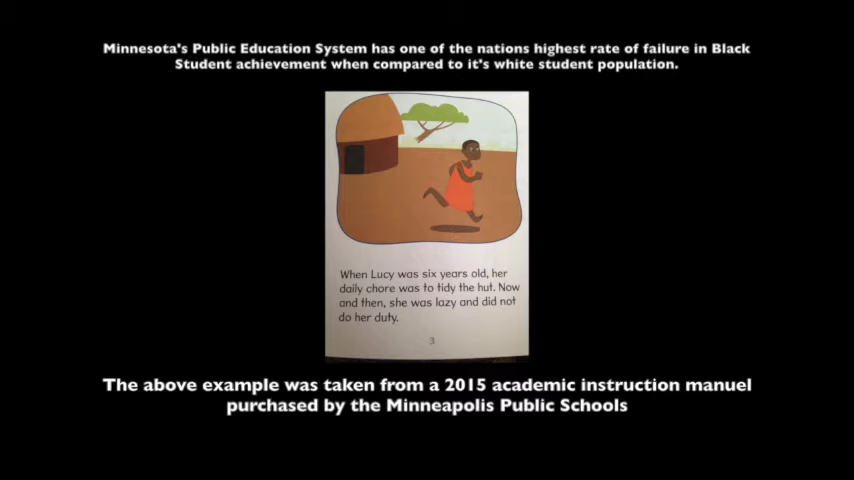 Minnesota's Public Education System has one of the nations highest rate of failure in Black
Student achievement when compared to it's white student population.
When Lucy was six years old, her
daily chore was to tidy the hut. Now
and then, she was lazy and did not
do her duty.
3
The above example was taken from a 2015 academic instruction manuel
purchased by the Minneapolis Public Schools